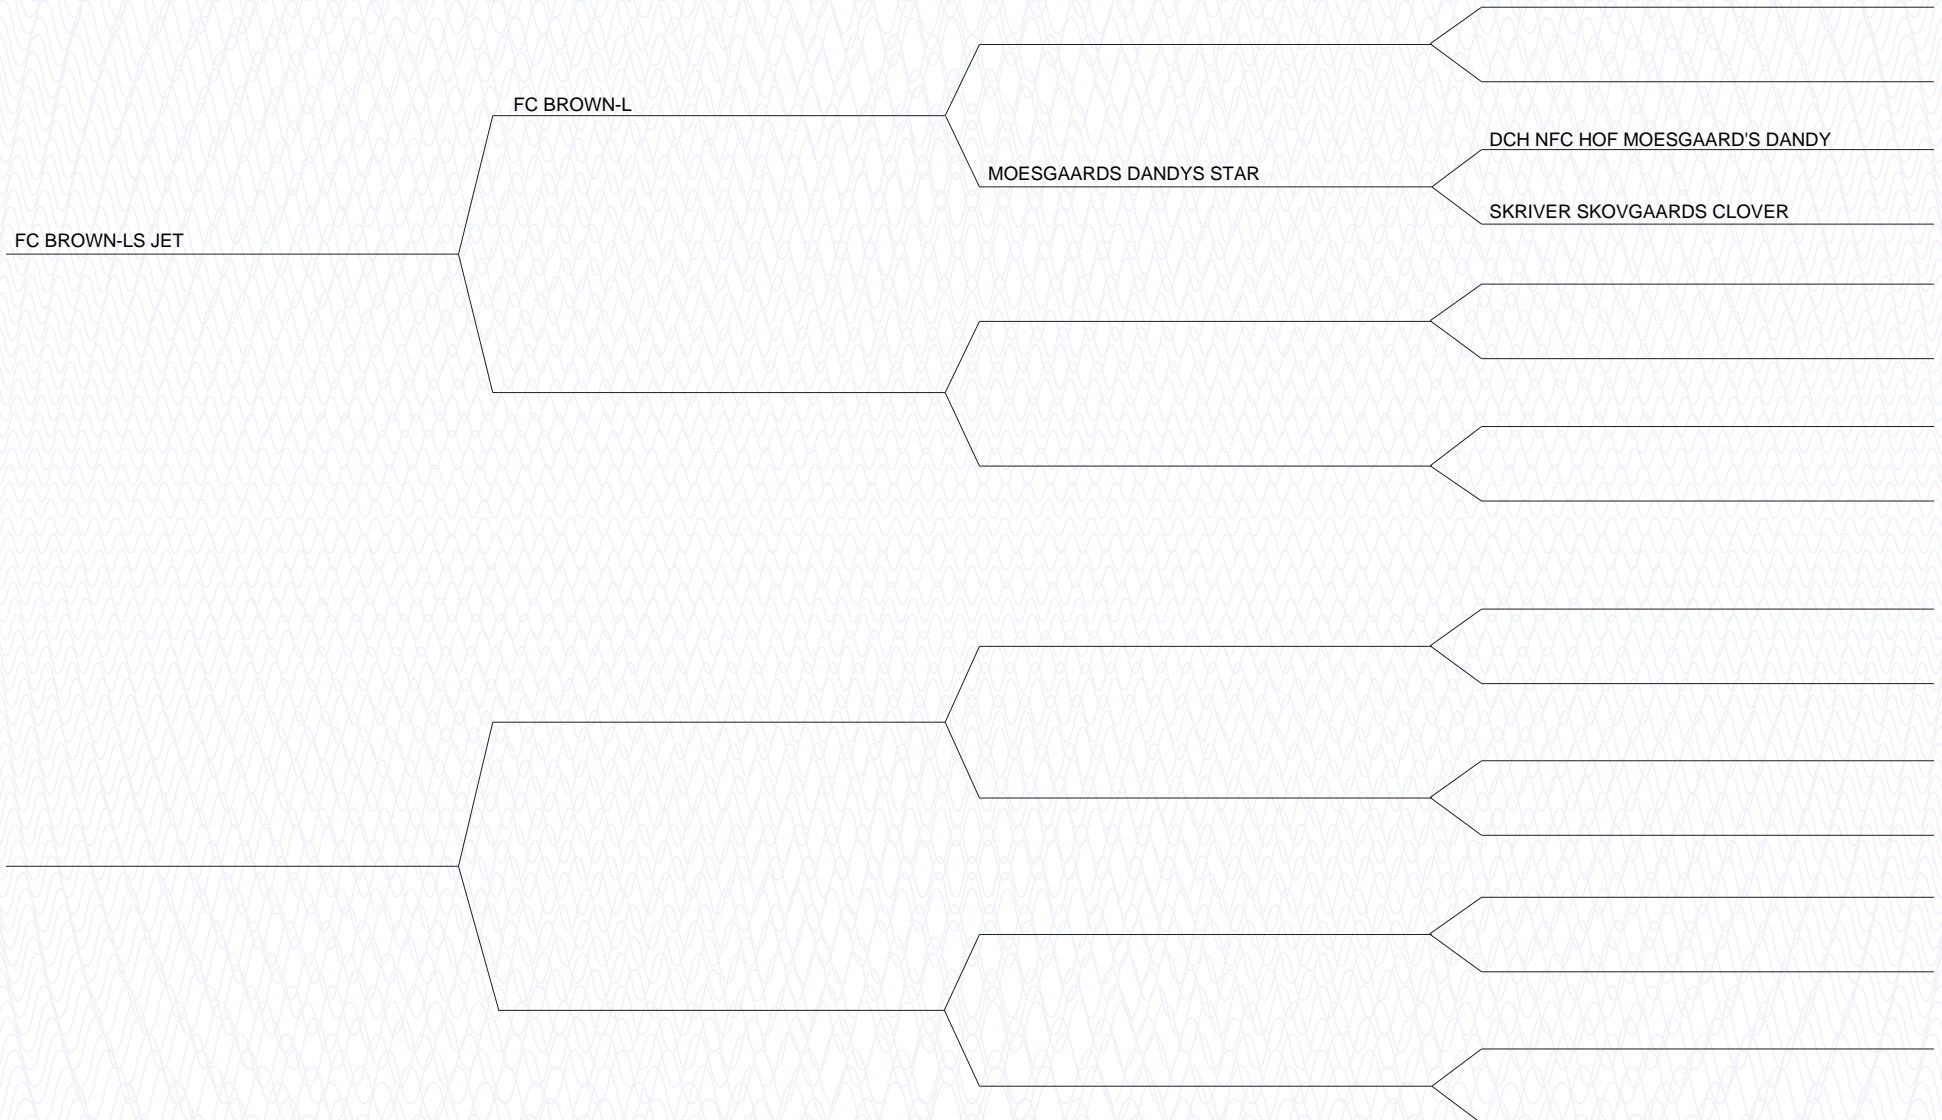 FC BROWN-L
DCH NFC HOF MOESGAARD'S DANDY
MOESGAARDS DANDYS STAR
SKRIVER SKOVGAARDS CLOVER
FC BROWN-LS JET